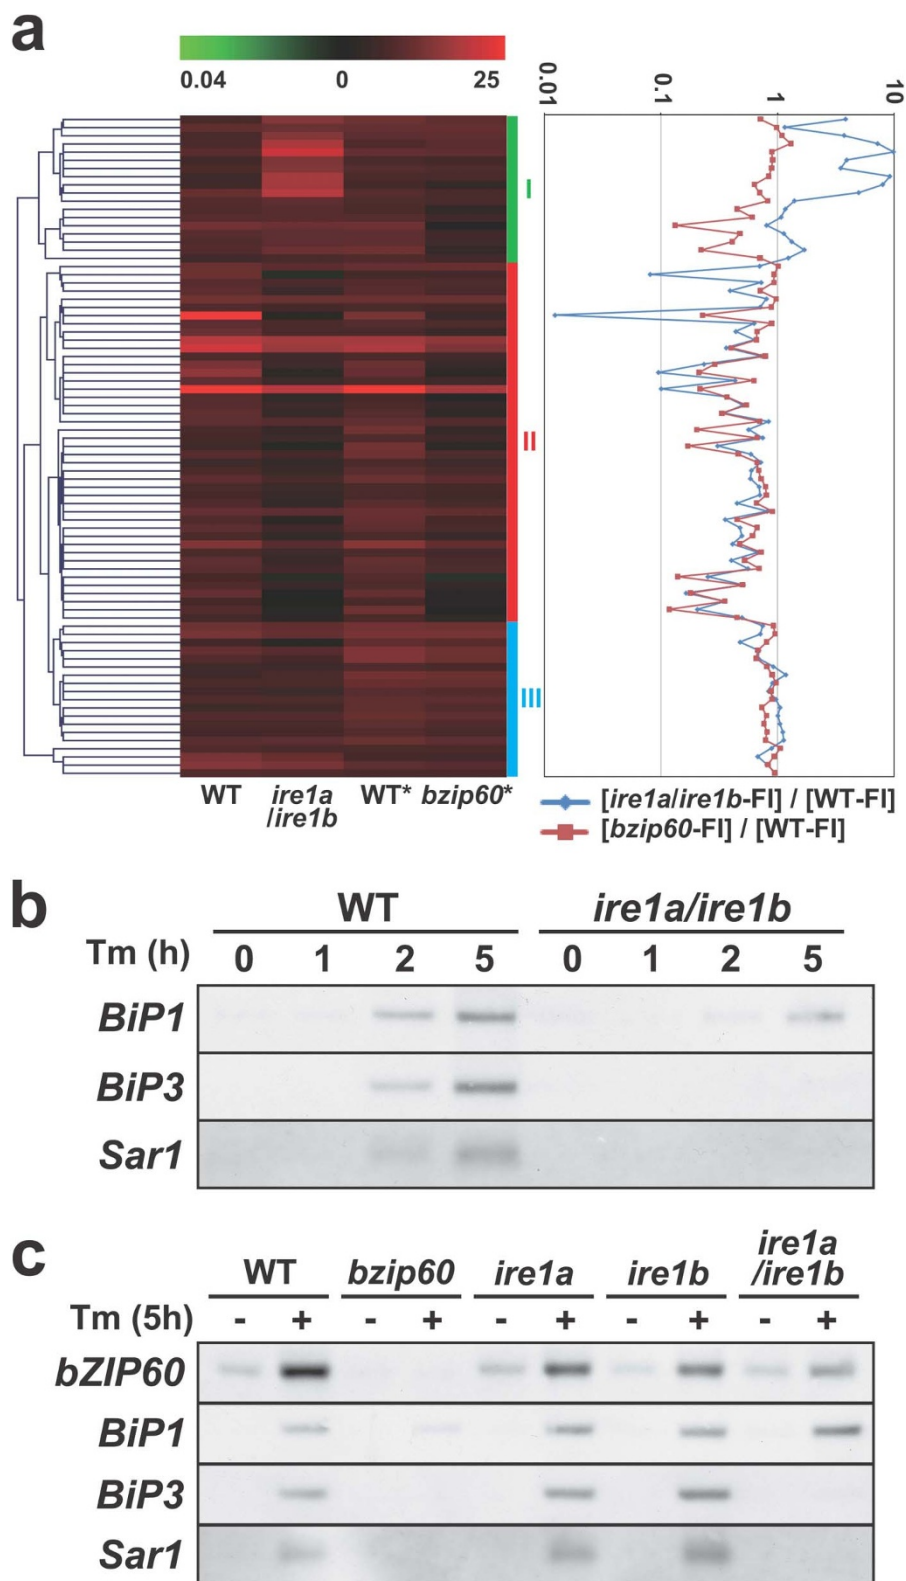 a
0.04 0 25
0.01 0.1 1 10
I
II
III
WT ire1a/ire1b WT* bzip60*
[ire1a/ire1b-FI] / [WT-FI]
[bzip60-FI] / [WT-FI]
b
WT ire1a/ire1b
Tm (h) 0 1 2 5 0 1 2 5
BiP1
BiP3
Sar1
c
WT bzip60 ire1a ire1b ire1a/ire1b
Tm (5h) - + - + - + - + - +
bZIP60
BiP1
BiP3
Sar1